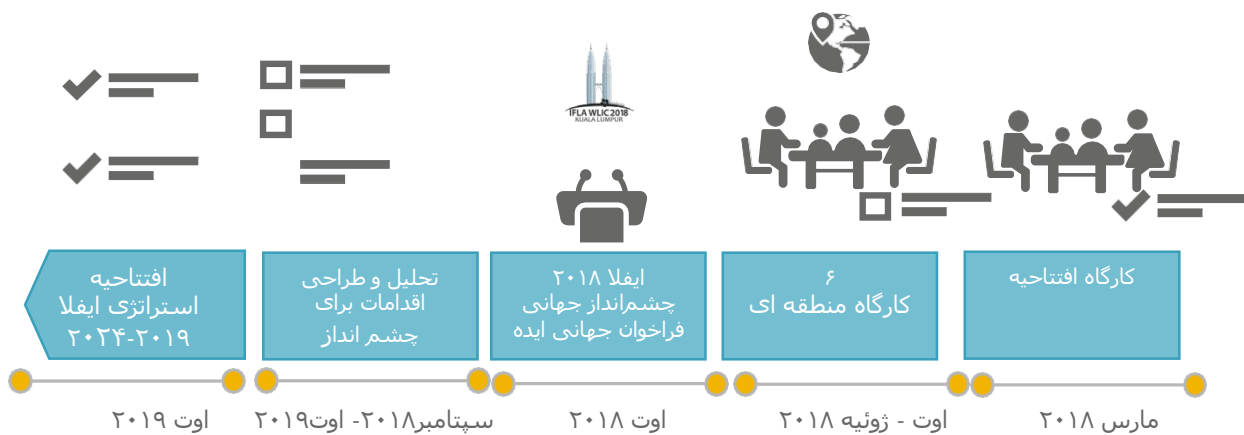 IFLA WLIC 2018
KUALA LUMPUR
کارگاه افتتاحیه
۶
کارگاه منطقه ای
ایفلا ۲۰۱۸
چشم‌انداز جهانی
فراخوان جهانی ایده
تحلیل و طراحی
اقدامات برای
چشم انداز
افتتاحیه
استراتژی ایفلا
۲۰۲۴-۲۰۱۹
مارس ۲۰۱۸
اوت - ژوئیه ۲۰۱۸
اوت ۲۰۱۸
سپتامبر۲۰۱۸- اوت۲۰۱۹
اوت ۲۰۱۹